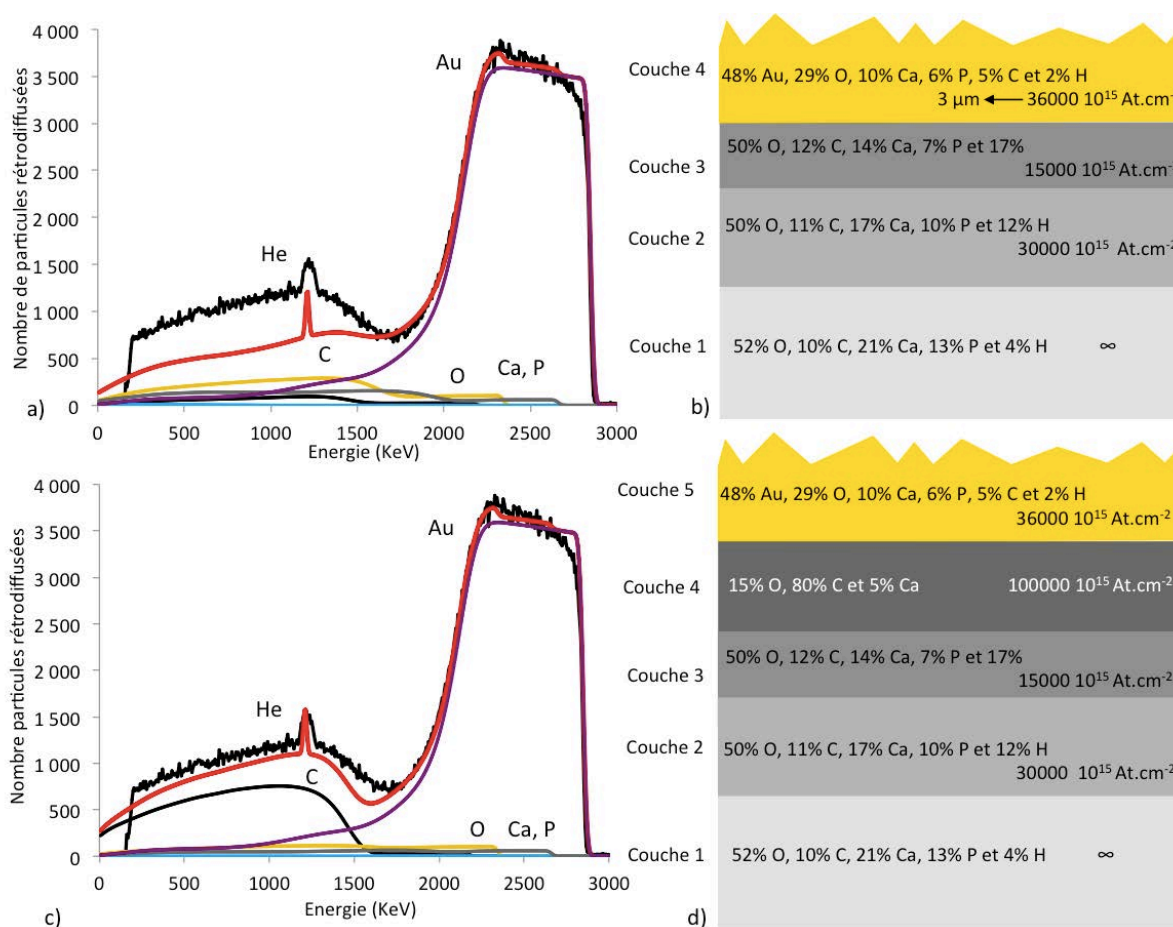 4 000
3 500
3 000
2 500
2 000
1 500
1 000
500
0
Nombre de particules rétrodiffusées
Au
He
C
O
Ca, P
0 500 1000 1500 2000 2500 3000
Energie (KeV)
a)
Couche 4
48% Au, 29% O, 10% Ca, 6% P, 5% C et 2% H
3 μm ← 36000 10¹⁵ At.cm⁻
Couche 3
50% O, 12% C, 14% Ca, 7% P et 17%
15000 10¹⁵ At.cm⁻
Couche 2
50% O, 11% C, 17% Ca, 10% P et 12% H
30000 10¹⁵ At.cm⁻²
Couche 1
52% O, 10% C, 21% Ca, 13% P et 4% H ∞
b)
4 000
3 500
3 000
2 500
2 000
1 500
1 000
500
0
Nombre particules rétrodiffusées
Au
He
C
O
Ca, P
0 500 1000 1500 2000 2500 3000
Energie (KeV)
c)
Couche 5
48% Au, 29% O, 10% Ca, 6% P, 5% C et 2% H
36000 10¹⁵ At.cm⁻²
Couche 4
15% O, 80% C et 5% Ca 100000 10¹⁵ At.cm⁻²
Couche 3
50% O, 12% C, 14% Ca, 7% P et 17%
15000 10¹⁵ At.cm⁻²
Couche 2
50% O, 11% C, 17% Ca, 10% P et 12% H
30000 10¹⁵ At.cm⁻²
Couche 1
52% O, 10% C, 21% Ca, 13% P et 4% H ∞
d)